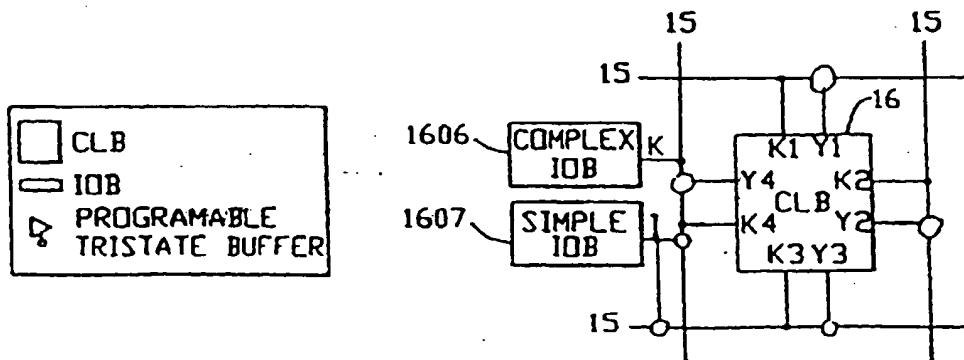 CLB
IOB
PROGRAMABLE
TRISTATE BUFFER
15
15
15
16
1606
COMPLEX
IOB
K
K1 Y1
Y4
K2
CLB
1607
SIMPLE
IOB
K4
Y2
K3 Y3
15